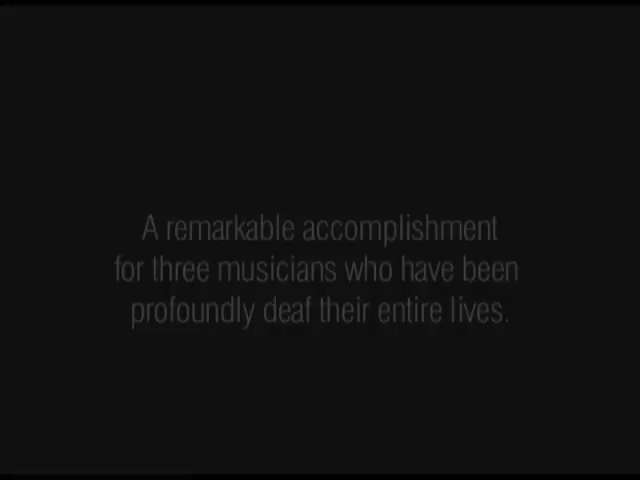 A remarkable accomplishment
for three musicians who have been
profoundly deaf their entire lives.